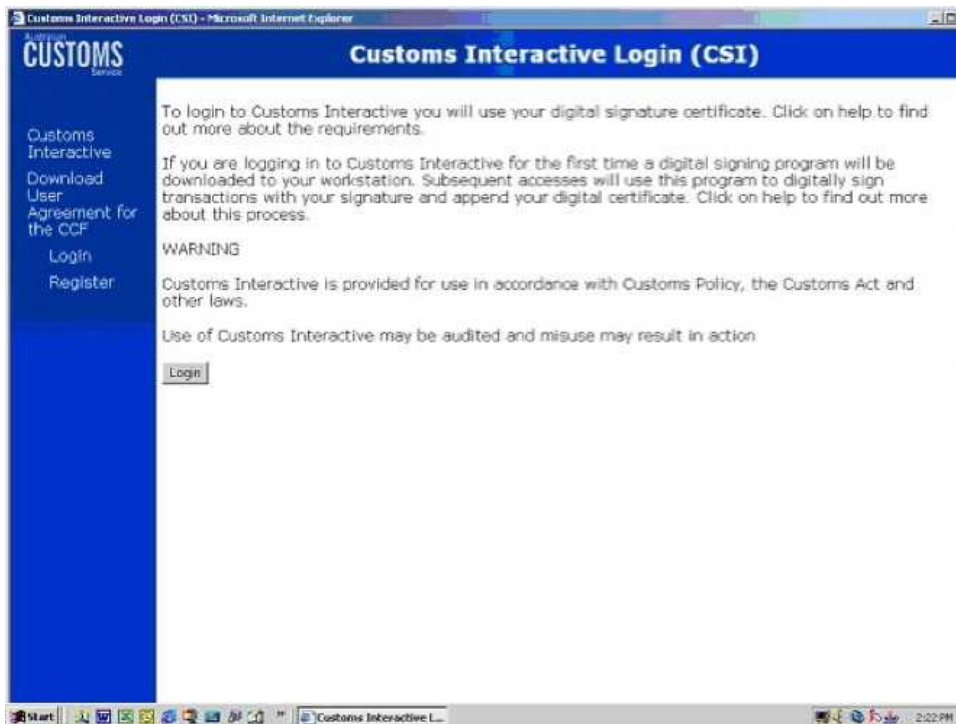 Customs Interactive Login (CSI) - Microsoft Internet Explorer
Australian
CUSTOMS
Service
Customs Interactive Login (CSI)
Customs
Interactive
Download
User
Agreement for
the CCF
Login
Register
To login to Customs Interactive you will use your digital signature certificate. Click on help to find
out more about the requirements.
If you are logging in to Customs Interactive for the first time a digital signing program will be
downloaded to your workstation. Subsequent accesses will use this program to digitally sign
transactions with your signature and append your digital certificate. Click on help to find out more
about this process.
WARNING
Customs Interactive is provided for use in accordance with Customs Policy, the Customs Act and
other laws.
Use of Customs Interactive may be audited and misuse may result in action
Login
Start
Customs Interactive L...
2:22 PM